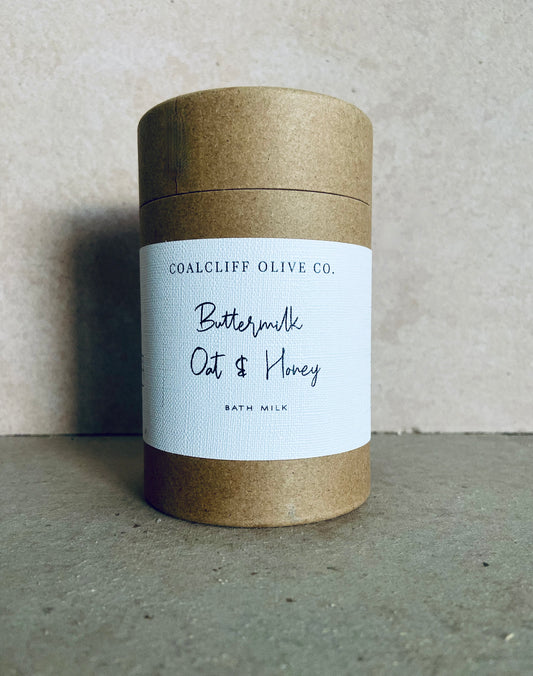 COALCLIFF OLIVE CO.
Buttermilk
Oat & Honey
BATH MILK